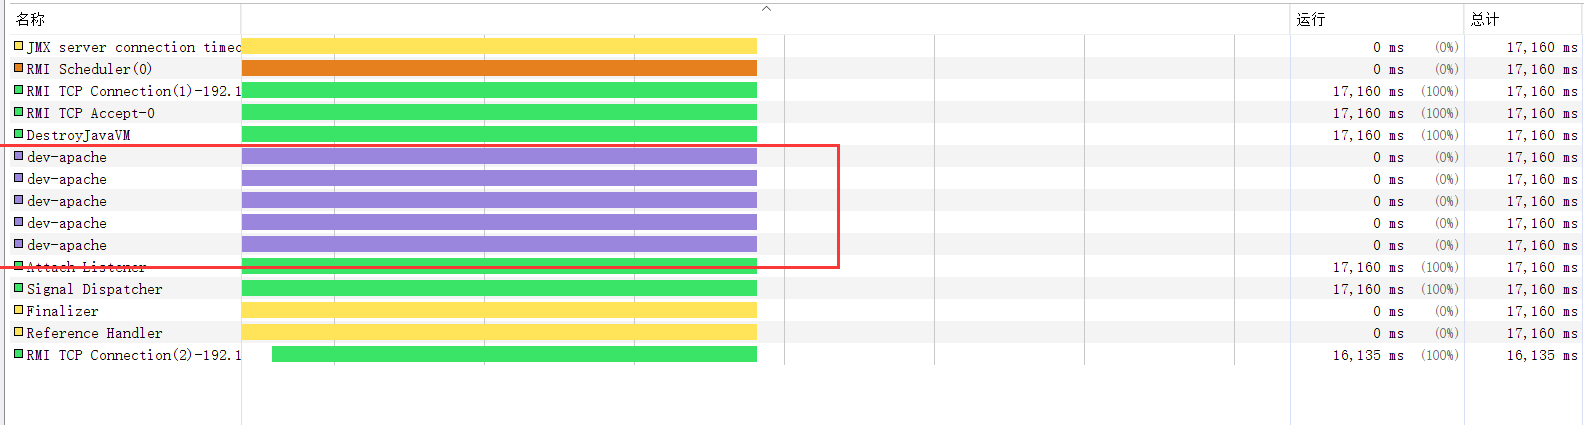 名称 运行 总计
JMX server connection timeo 0 ms (0%) 17,160 ms
RMI Scheduler(0) 0 ms (0%) 17,160 ms
RMI TCP Connection(1)-192.1 17,160 ms (100%) 17,160 ms
RMI TCP Accept-0 17,160 ms (100%) 17,160 ms
DestroyJavaVM 17,160 ms (100%) 17,160 ms
dev-apache 0 ms (0%) 17,160 ms
dev-apache 0 ms (0%) 17,160 ms
dev-apache 0 ms (0%) 17,160 ms
dev-apache 0 ms (0%) 17,160 ms
dev-apache 0 ms (0%) 17,160 ms
Attach Listener 17,160 ms (100%) 17,160 ms
Signal Dispatcher 17,160 ms (100%) 17,160 ms
Finalizer 0 ms (0%) 17,160 ms
Reference Handler 0 ms (0%) 17,160 ms
RMI TCP Connection(2)-192.1 16,135 ms (100%) 16,135 ms